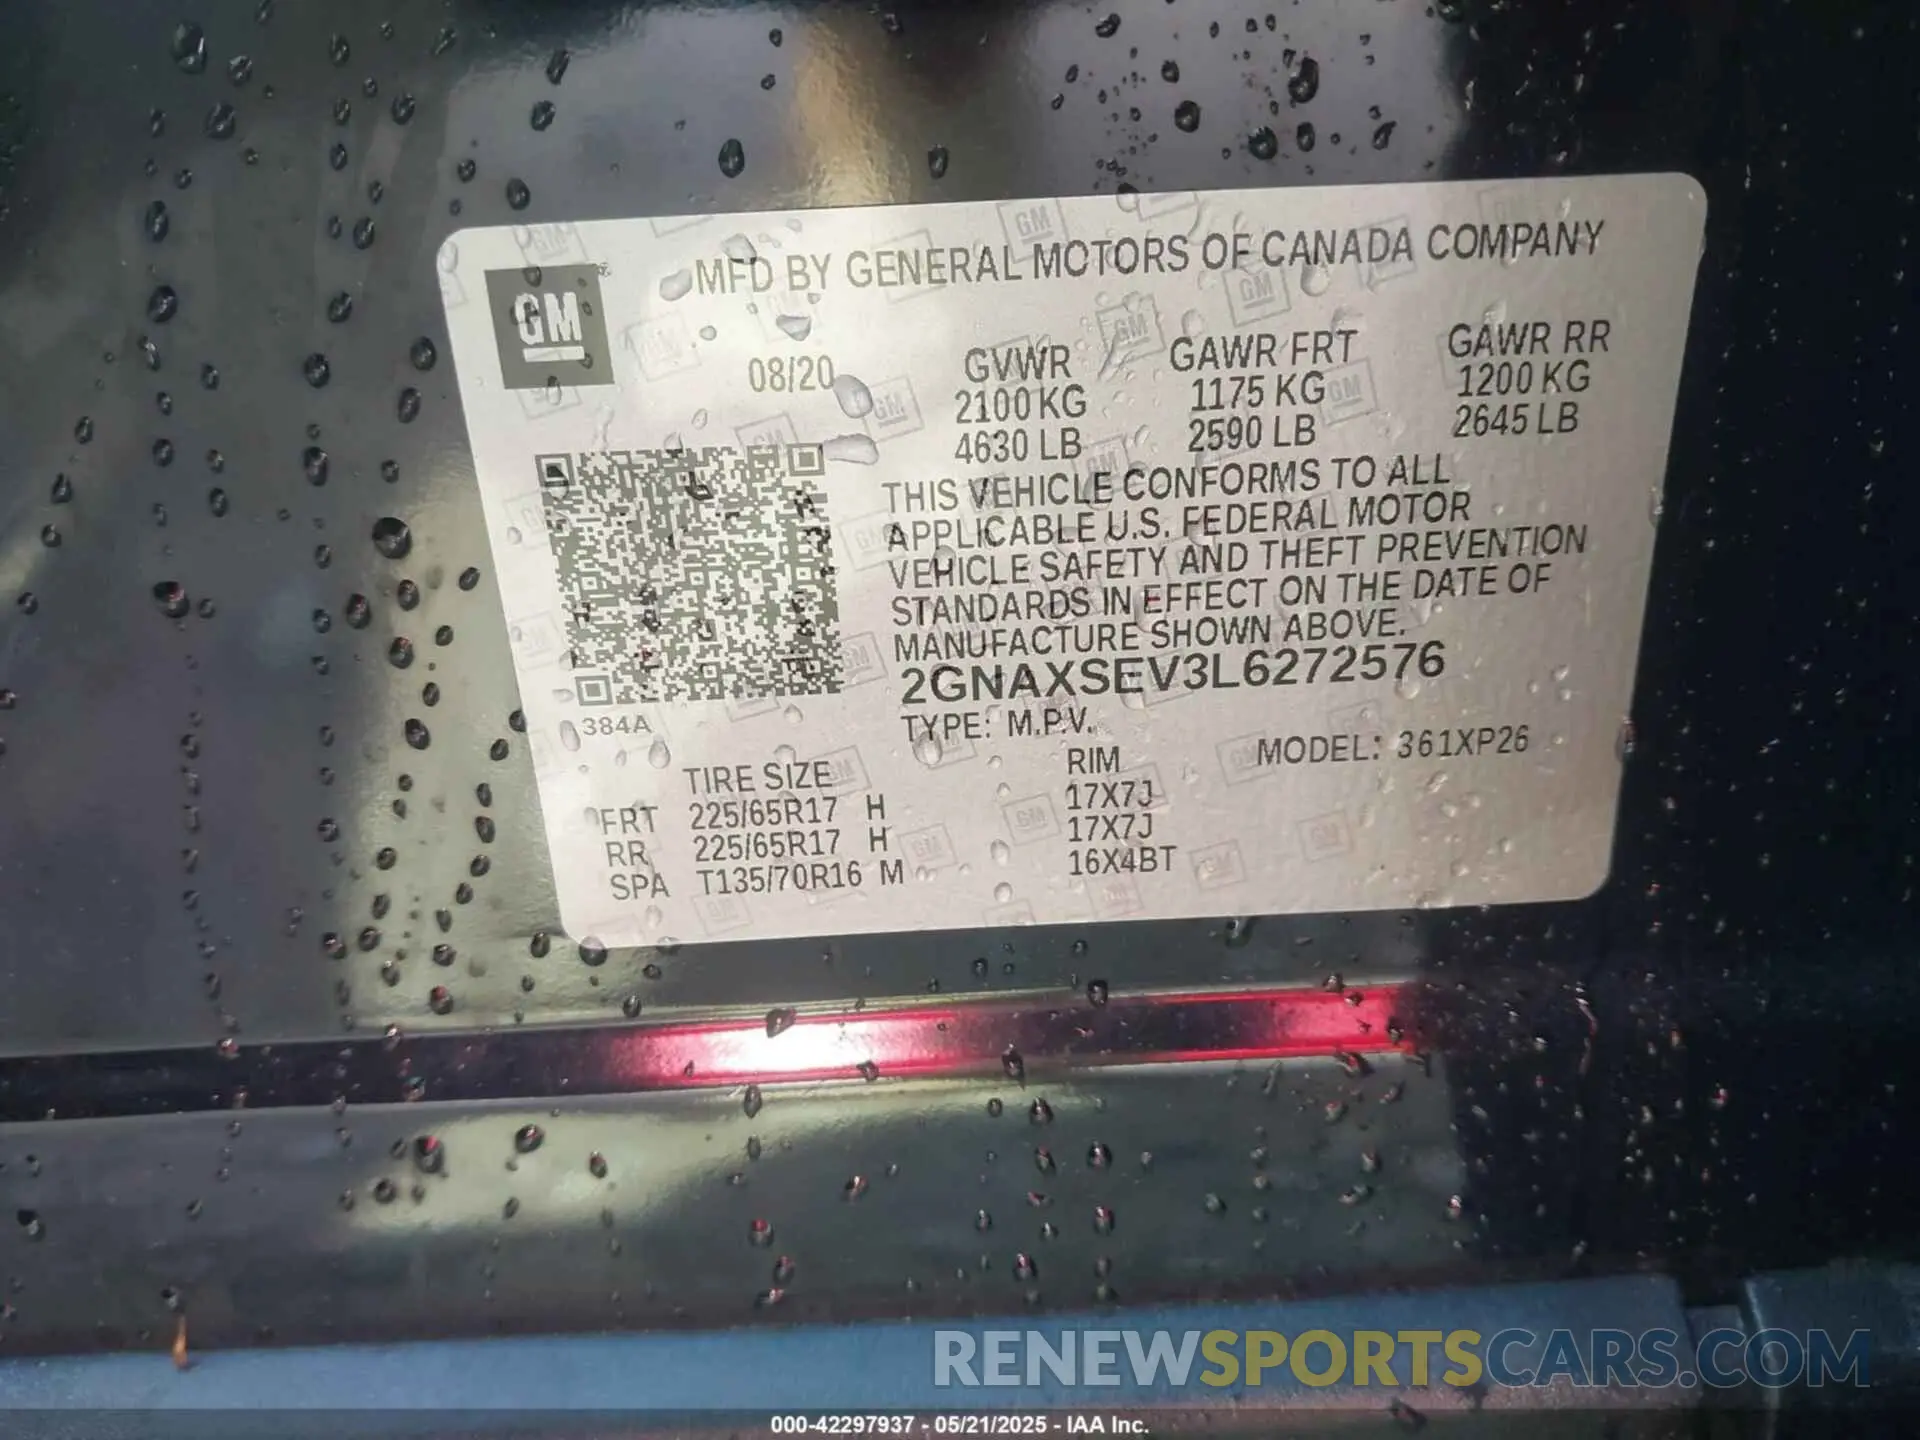 GM
MFD BY GENERAL MOTORS OF CANADA COMPANY
08/20
GVWR GAWR FRT GAWR RR
2100KG 1175 KG 1200 KG
4630 LB 2590 LB 2645 LB
THIS VEHICLE CONFORMS TO ALL
APPLICABLE U.S. FEDERAL MOTOR
VEHICLE SAFETY AND THEFT PREVENTION
STANDARDS IN EFFECT ON THE DATE OF
MANUFACTURE SHOWN ABOVE.
2GNAXSEV3L6272576
384A
TYPE: M.P.V.
MODEL: 361XP26
TIRE SIZE RIM
FRT 225/65R17 H 17X7J
RR 225/65R17 H 17X7J
SPA T135/70R16 M 16X4BT
RENEWSPORTSCARS.COM
000-42297937 - 05/21/2025 - IAA Inc.